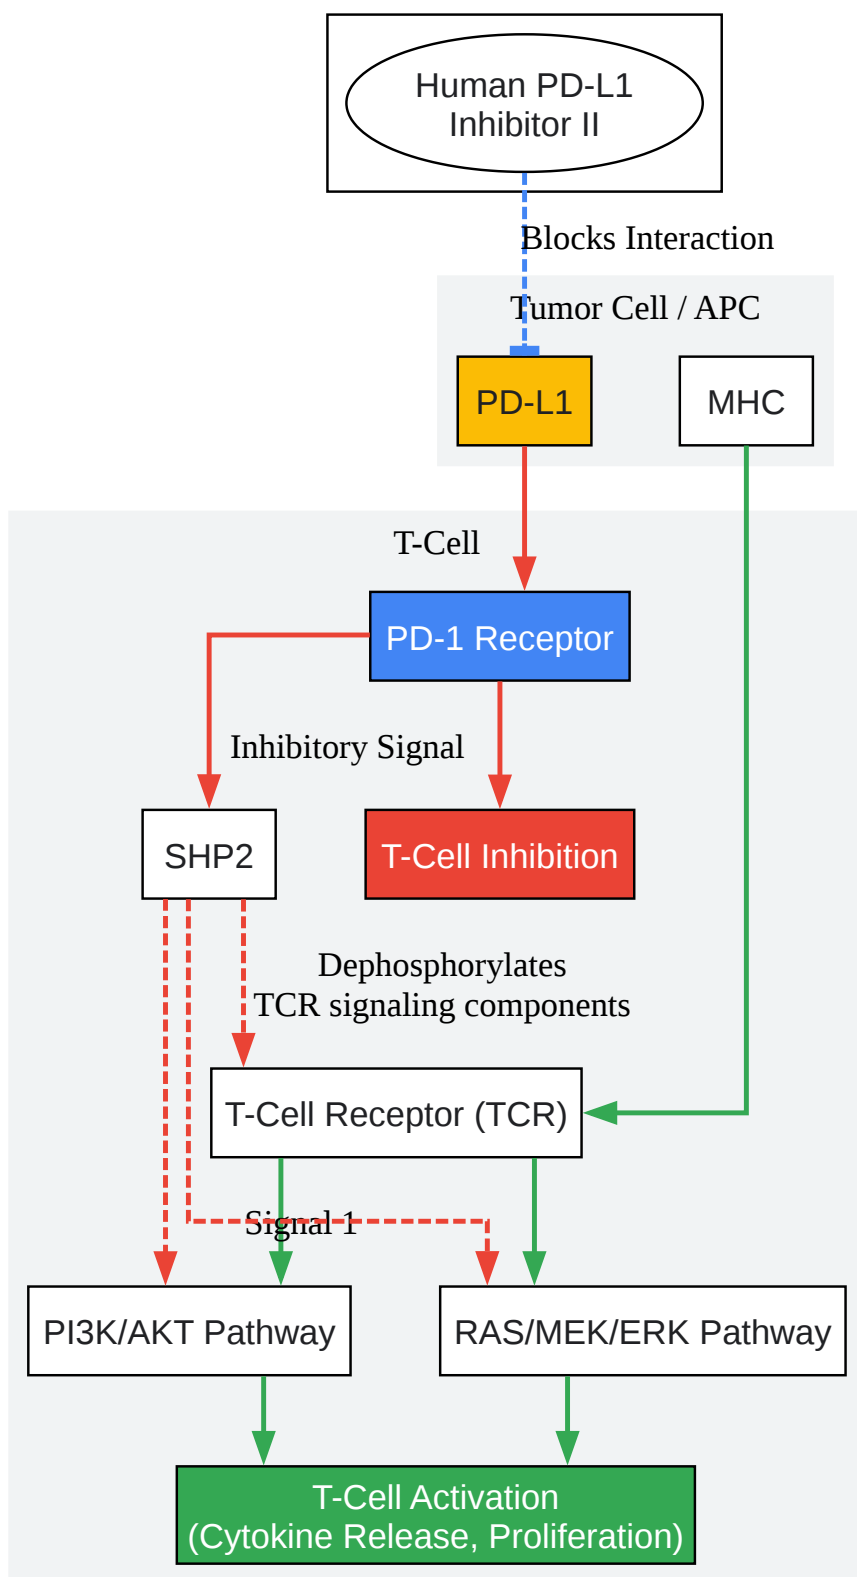 Human PD-L1
Inhibitor II
Blocks Interaction
Tumor Cell / APC
PD-L1
MHC
T-Cell
PD-1 Receptor
Inhibitory Signal
SHP2
T-Cell Inhibition
Dephosphorylates
TCR signaling components
T-Cell Receptor (TCR)
Signal 1
PI3K/AKT Pathway
RAS/MEK/ERK Pathway
T-Cell Activation
(Cytokine Release, Proliferation)